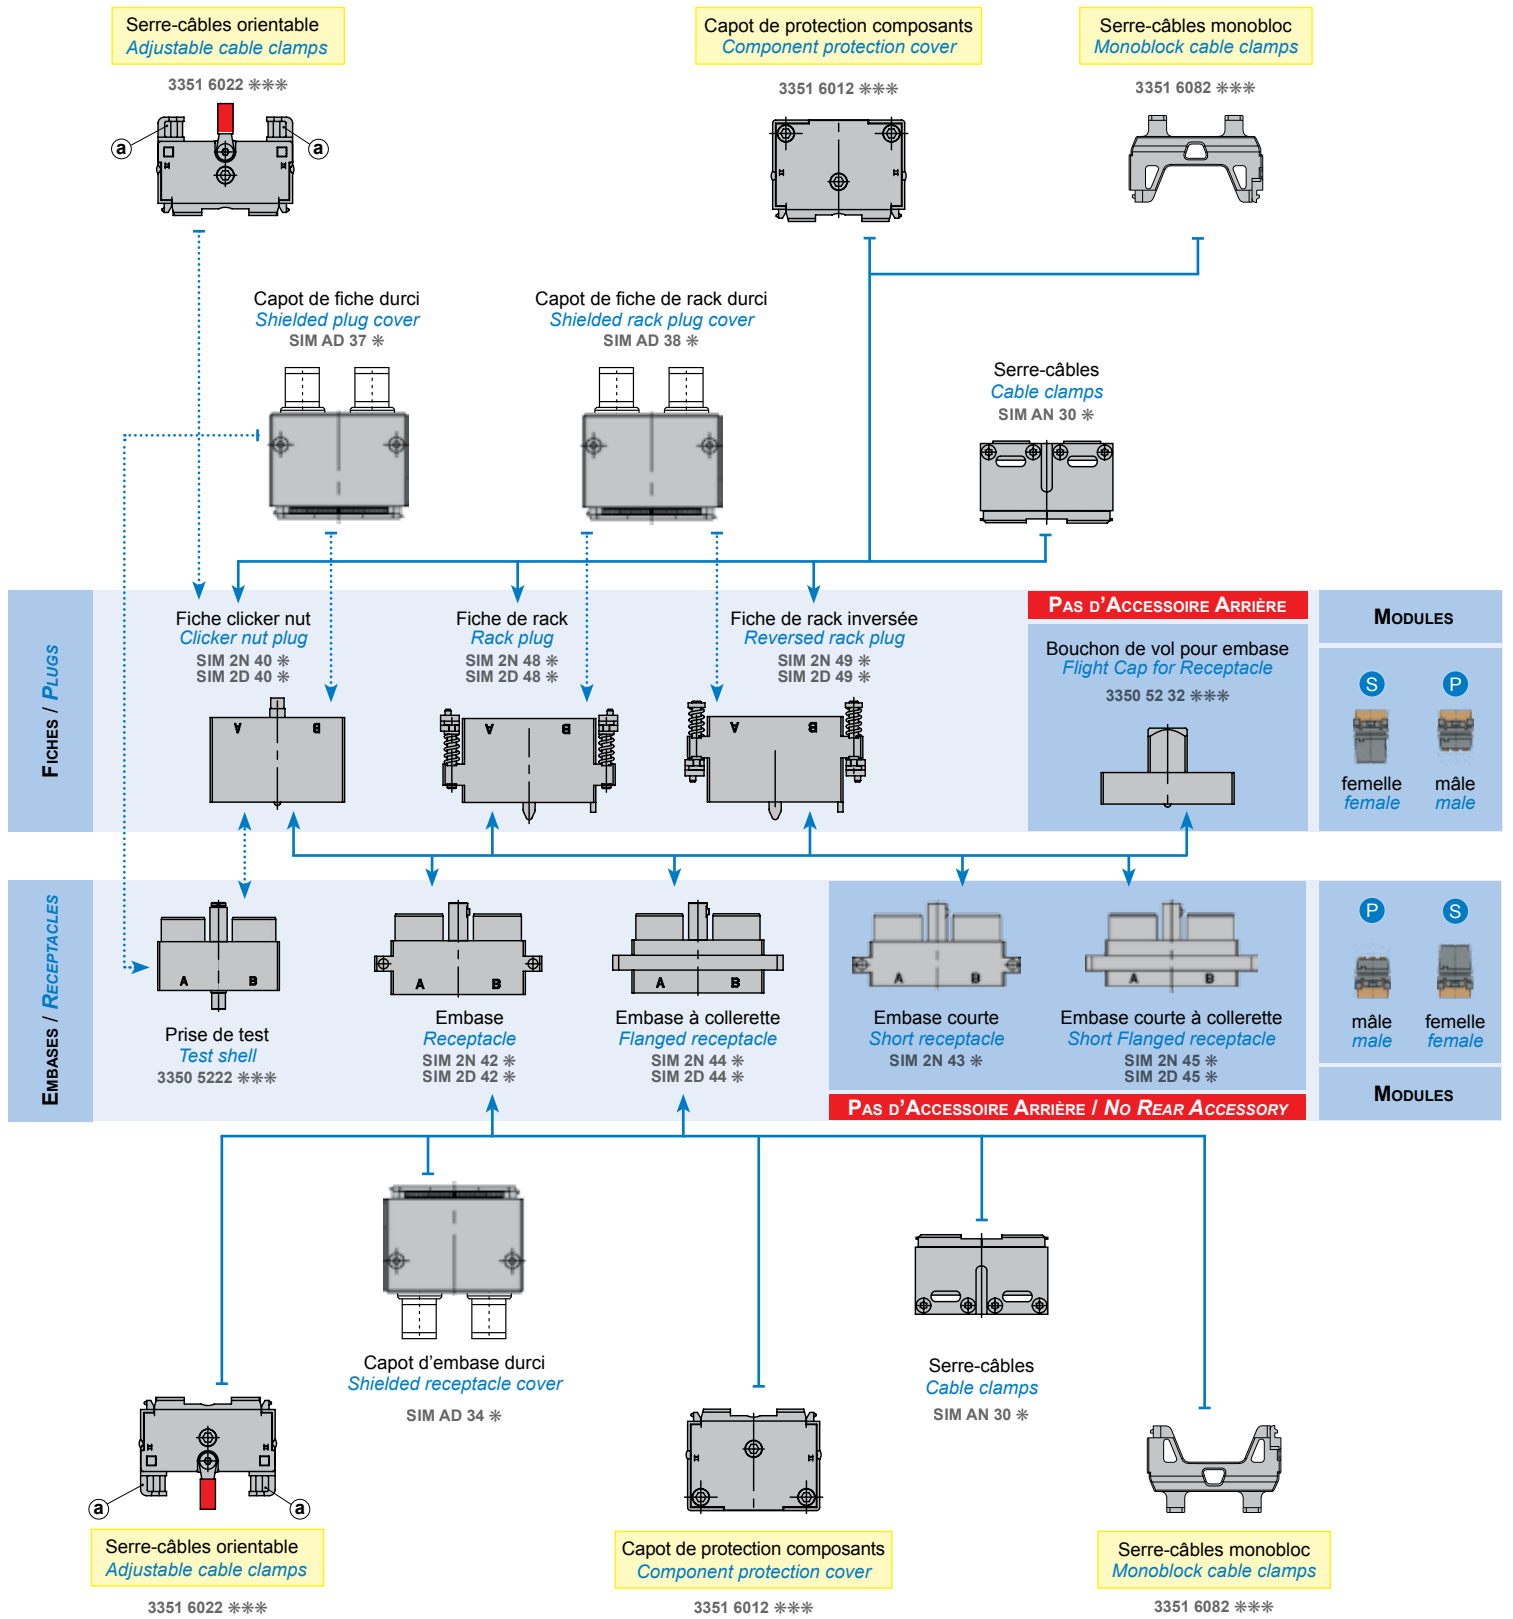 Serre-câbles orientable
Adjustable cable clamps
3351 6022 ❊❊❊
a
a
Capot de protection composants
Component protection cover
3351 6012 ❊❊❊
Serre-câbles monobloc
Monoblock cable clamps
3351 6082 ❊❊❊
Capot de fiche durci
Shielded plug cover
SIM AD 37 ❊
Capot de fiche de rack durci
Shielded rack plug cover
SIM AD 38 ❊
Serre-câbles
Cable clamps
SIM AN 30 ❊
FICHES / PLUGS
Fiche clicker nut
Clicker nut plug
SIM 2N 40 ❊
SIM 2D 40 ❊
A B
Fiche de rack
Rack plug
SIM 2N 48 ❊
SIM 2D 48 ❊
A B
Fiche de rack inversée
Reversed rack plug
SIM 2N 49 ❊
SIM 2D 49 ❊
A B
PAS D'ACCESSOIRE ARRIÈRE
Bouchon de vol pour embase
Flight Cap for Receptacle
3350 52 32 ❊❊❊
MODULES
S P
femelle mâle
female male
EMBASES / RECEPTACLES
A B
Prise de test
Test shell
3350 5222 ❊❊❊
A B
Embase
Receptacle
SIM 2N 42 ❊
SIM 2D 42 ❊
A B
Embase à collerette
Flanged receptacle
SIM 2N 44 ❊
SIM 2D 44 ❊
A B
Embase courte
Short receptacle
SIM 2N 43 ❊
A B
Embase courte à collerette
Short Flanged receptacle
SIM 2N 45 ❊
SIM 2D 45 ❊
PAS D'ACCESSOIRE ARRIÈRE / NO REAR ACCESSORY
P S
mâle femelle
male female
MODULES
Capot d'embase durci
Shielded receptacle cover
SIM AD 34 ❊
Serre-câbles
Cable clamps
SIM AN 30 ❊
a
a
Serre-câbles orientable
Adjustable cable clamps
3351 6022 ❊❊❊
Capot de protection composants
Component protection cover
3351 6012 ❊❊❊
Serre-câbles monobloc
Monoblock cable clamps
3351 6082 ❊❊❊